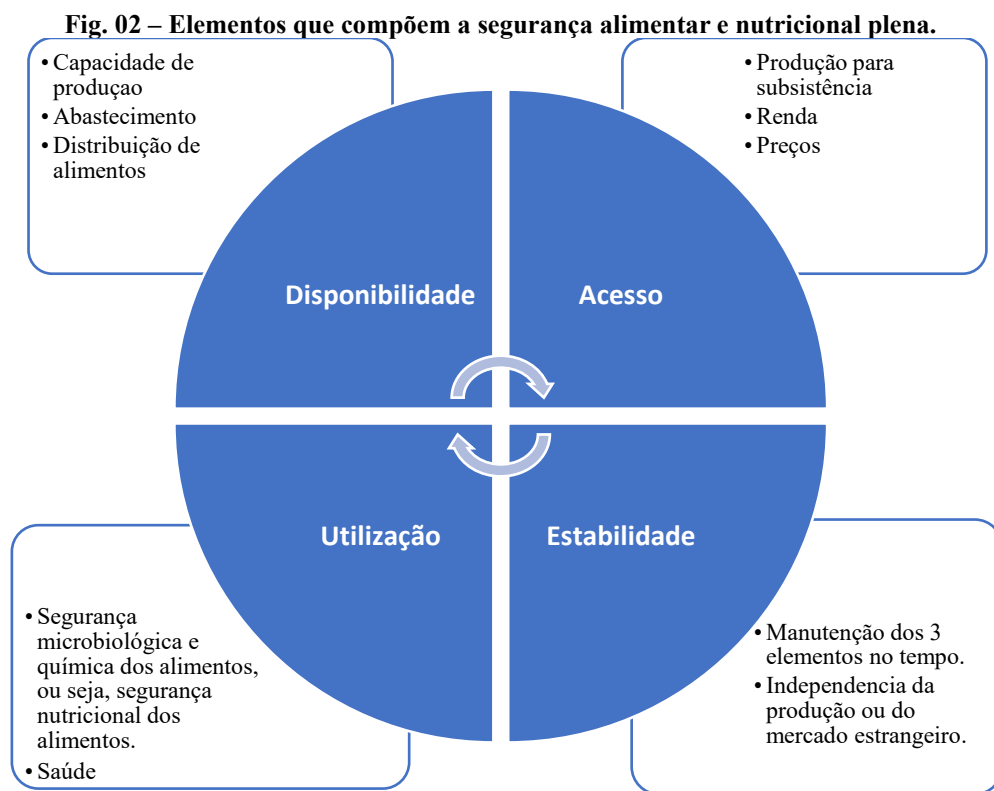 Fig. 02 – Elementos que compõem a segurança alimentar e nutricional plena.
• Capacidade de
produçao
• Abastecimento
• Distribuição de
alimentos
• Produção para
subsistência
• Renda
• Preços
Disponibilidade
Acesso
Utilização
Estabilidade
• Segurança
microbiológica e
química dos alimentos,
ou seja, segurança
nutricional dos
alimentos.
• Saúde
• Manutenção dos 3
elementos no tempo.
• Independencia da
produção ou do
mercado estrangeiro.